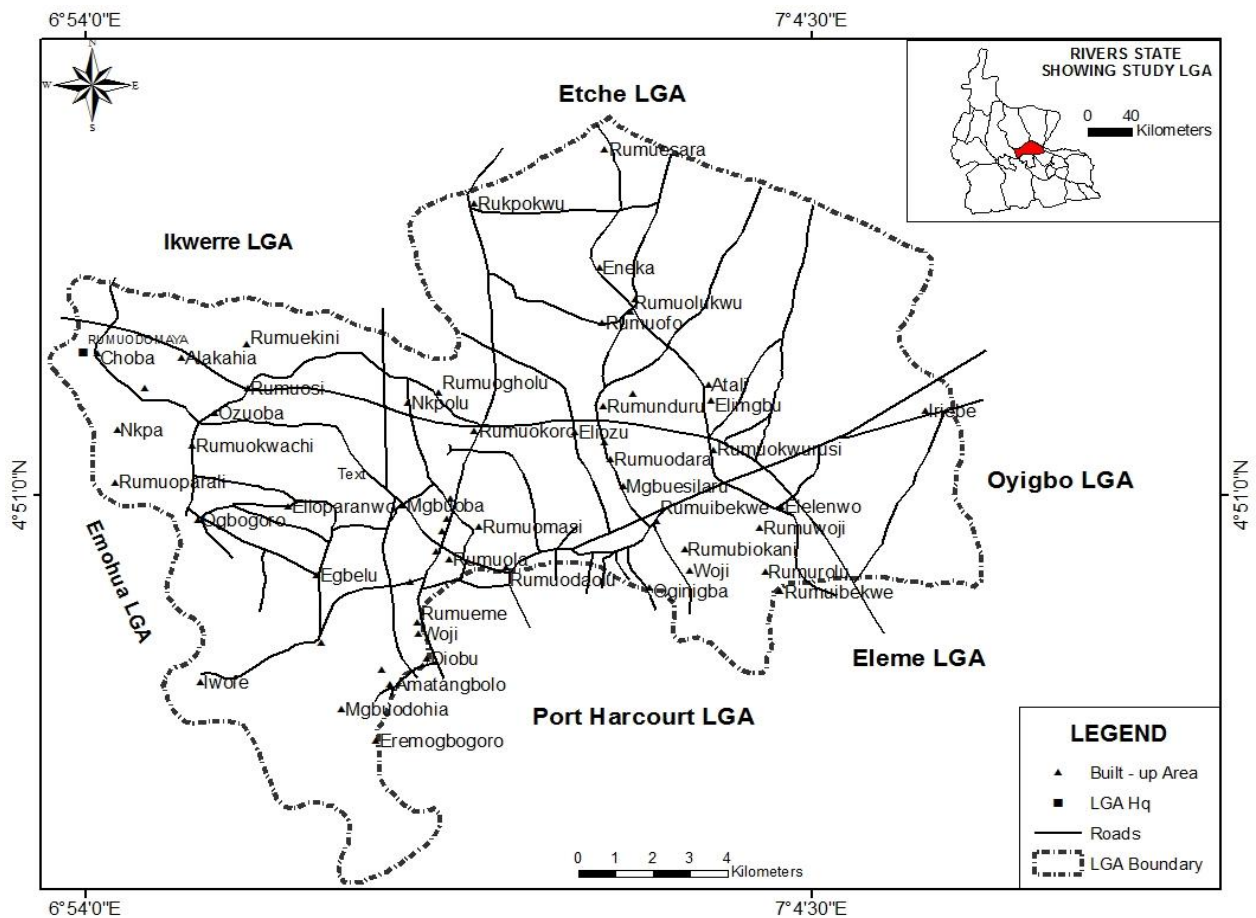 6°54'0"E
7°4'30"E
N
W
E
S
RIVERS STATE
SHOWING STUDY LGA
0 40
Kilometers
Etche LGA
Rumuesara
Rukpokwu
Ikwerre LGA
Eneka
Rumuolukwu
Rumuofo
RUMUODOMAYA
Rumuekini
Choba
Alakahia
Rumuosi
Rumuogholu
Nkpolu
Atali
Elimgbu
Rumunduru
Iriebe
Ozuoba
Nkpa
Rumuokoro
Eliozu
Rumuokwachi
Rumuokwurusi
Rumuodara
Text
Rumuoparali
Mgbuesilaru
Oyigbo LGA
4°51'0"N
4°51'0"N
Elioparanwo
Mgbuoba
Rumuibekwe
Elelenwo
Ogbogoro
Rumuomasi
Rumuwoji
Emohua LGA
Rumuola
Rumubiokani
Egbelu
Rumuodaolu
Woji
Rumurolu
Oginigba
Rumuibekwe
Rumueme
Woji
Diobu
Eleme LGA
Iwore
Amatangbolo
Mgbuodohia
Port Harcourt LGA
Eremogbogoro
LEGEND
Built - up Area
LGA Hq
Roads
LGA Boundary
0 1 2 3 4
Kilometers
6°54'0"E
7°4'30"E